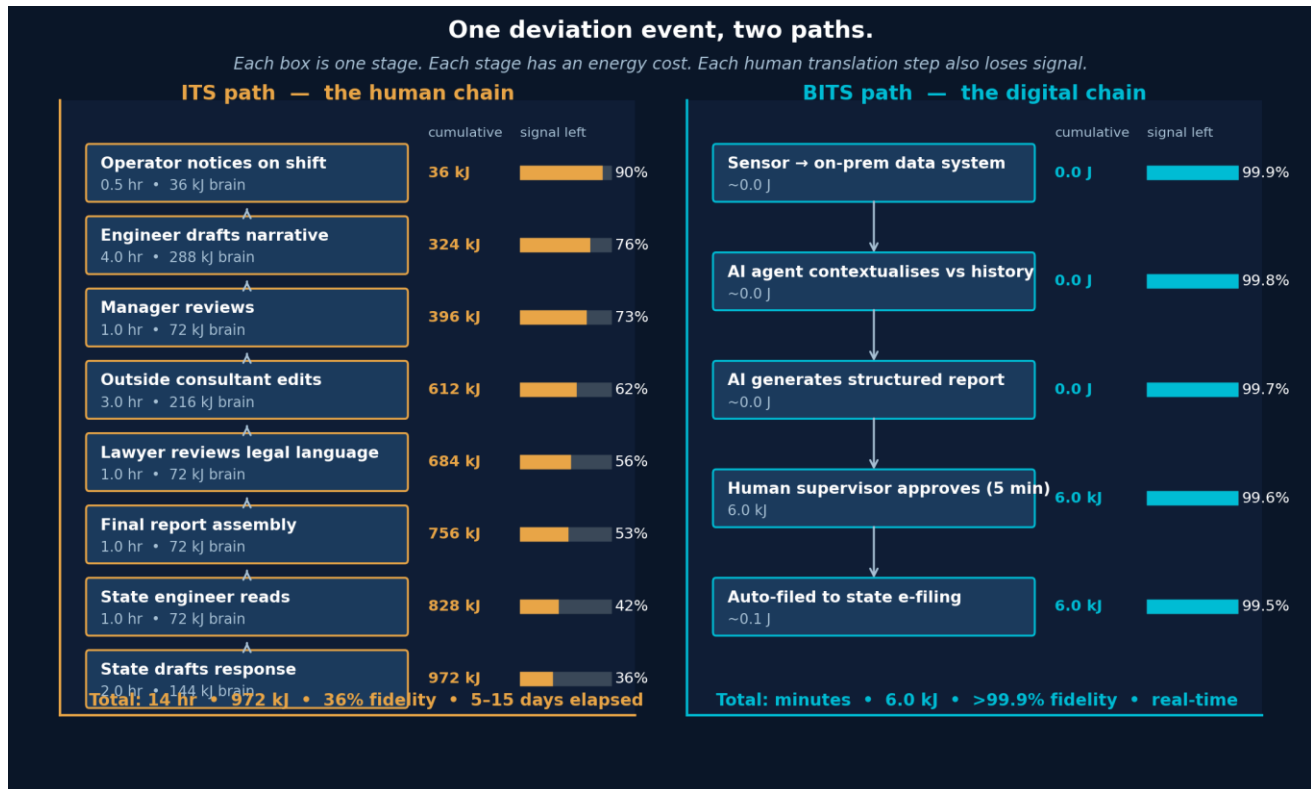 One deviation event, two paths.
Each box is one stage. Each stage has an energy cost. Each human translation step also loses signal.
ITS path — the human chain
cumulative signal left
Operator notices on shift
0.5 hr • 36 kJ brain
36 kJ 90%
Engineer drafts narrative
4.0 hr • 288 kJ brain
324 kJ 76%
Manager reviews
1.0 hr • 72 kJ brain
396 kJ 73%
Outside consultant edits
3.0 hr • 216 kJ brain
612 kJ 62%
Lawyer reviews legal language
1.0 hr • 72 kJ brain
684 kJ 56%
Final report assembly
1.0 hr • 72 kJ brain
756 kJ 53%
State engineer reads
1.0 hr • 72 kJ brain
828 kJ 42%
State drafts response
2.0 hr • 144 kJ brain
972 kJ 36%
Total: 14 hr • 972 kJ • 36% fidelity • 5–15 days elapsed
BITS path — the digital chain
cumulative signal left
Sensor → on-prem data system
~0.0 J
0.0 J 99.9%
AI agent contextualises vs history
~0.0 J
0.0 J 99.8%
AI generates structured report
~0.0 J
0.0 J 99.7%
Human supervisor approves (5 min)
6.0 kJ
6.0 kJ 99.6%
Auto-filed to state e-filing
~0.1 J
6.0 kJ 99.5%
Total: minutes • 6.0 kJ • >99.9% fidelity • real-time